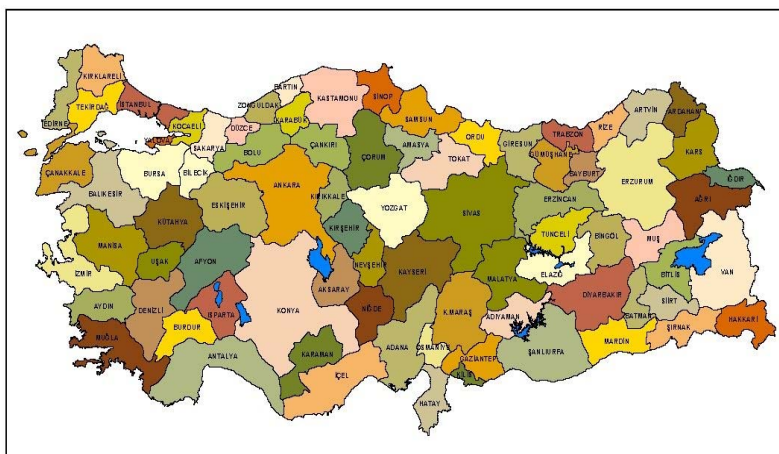 KIRKLARELİ
EDİRNE
TEKİRDAĞ
İSTANBUL
KOCAELİ
YALOVA
SAKARYA
DÜZCE
ZONGULDAK
BARTIN
KARABÜK
KASTAMONU
SİNOP
SAMSUN
ORDU
GİRESUN
TRABZON
RİZE
ARTVİN
ARDAHAN
KARS
GÜMÜŞHANE
BAYBURT
ERZURUM
IĞDIR
AĞRI
ÇANAKKALE
BALIKESİR
BURSA
BİLECİK
BOLU
ÇANKIRI
ÇORUM
AMASYA
TOKAT
ESKİŞEHİR
ANKARA
KIRIKKALE
YOZGAT
SİVAS
ERZİNCAN
TUNCELİ
BİNGÖL
MUŞ
KÜTAHYA
MANİSA
UŞAK
AFYON
KIRŞEHİR
NEVŞEHİR
KAYSERİ
MALATYA
ELAZIĞ
BİTLİS
VAN
İZMİR
AYDIN
DENİZLİ
ISPARTA
KONYA
AKSARAY
NİĞDE
K.MARAŞ
ADIYAMAN
DİYARBAKIR
BATMAN
SİİRT
ŞIRNAK
HAKKARİ
MUĞLA
BURDUR
ANTALYA
KARAMAN
İÇEL
ADANA
OSMANİYE
GAZİANTEP
KİLİS
ŞANLIURFA
MARDİN
HATAY